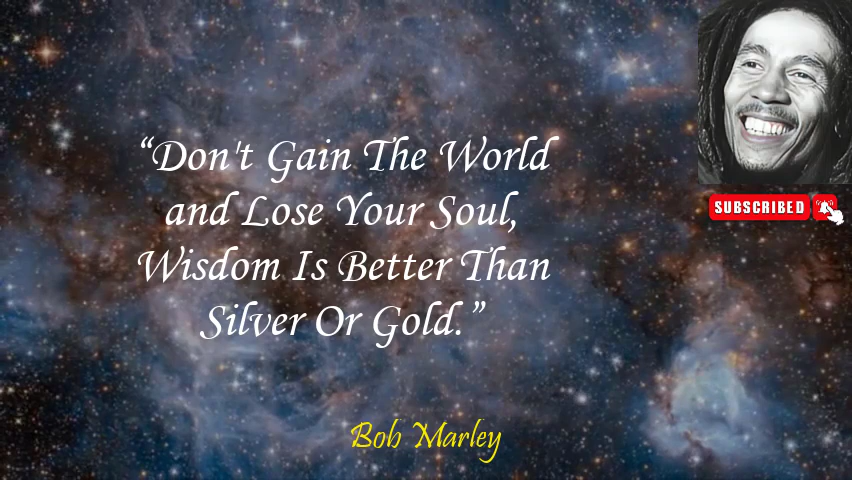 “Don't Gain The World
and Lose Your Soul,
Wisdom Is Better Than
Silver Or Gold.”
SUBSCRIBED
Bob Marley